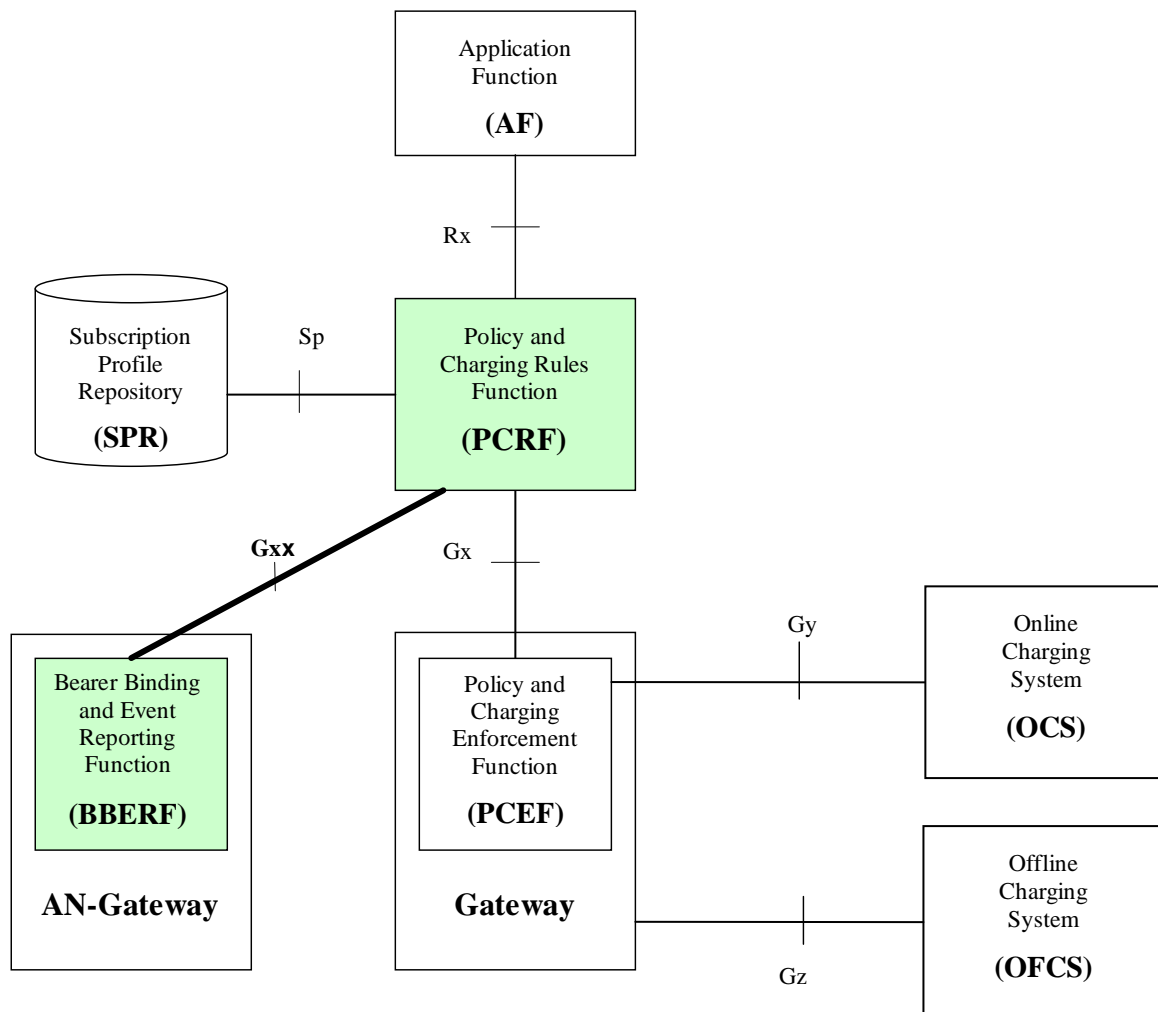 Application
Function
(AF)
Rx
Subscription
Profile
Repository
(SPR)
Sp
Policy and
Charging Rules
Function
(PCRF)
Gxx
Gx
Bearer Binding
and Event
Reporting
Function
(BBERF)
AN-Gateway
Policy and
Charging
Enforcement
Function
(PCEF)
Gateway
Gy
Online
Charging
System
(OCS)
Gz
Offline
Charging
System
(OFCS)